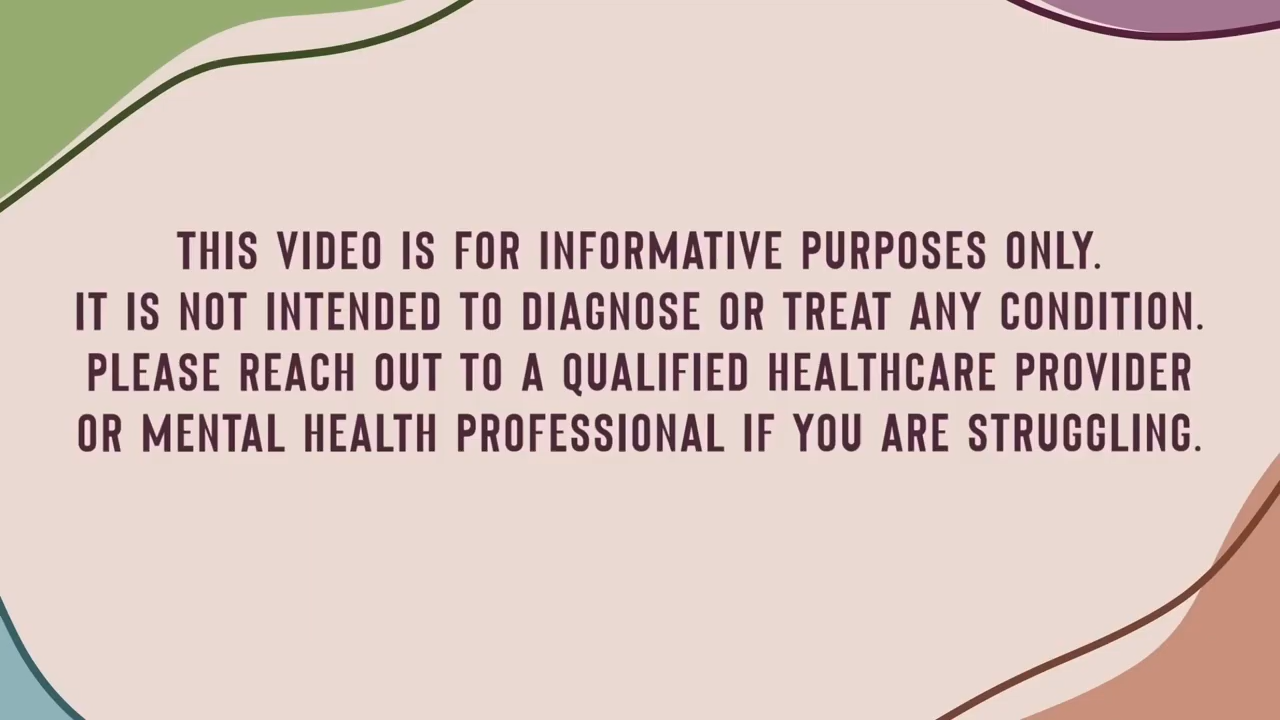 THIS VIDEO IS FOR INFORMATIVE PURPOSES ONLY.
IT IS NOT INTENDED TO DIAGNOSE OR TREAT ANY CONDITION.
PLEASE REACH OUT TO A QUALIFIED HEALTHCARE PROVIDER
OR MENTAL HEALTH PROFESSIONAL IF YOU ARE STRUGGLING.